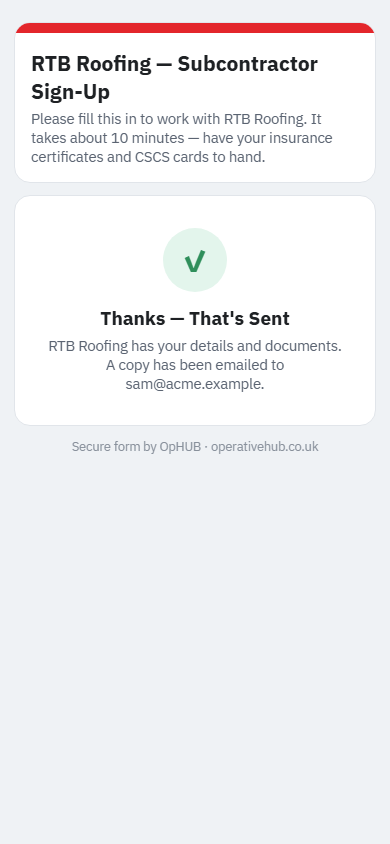 RTB Roofing — Subcontractor
Sign-Up
Please fill this in to work with RTB Roofing. It
takes about 10 minutes — have your insurance
certificates and CSCS cards to hand.
Thanks — That's Sent
RTB Roofing has your details and documents.
A copy has been emailed to
sam@acme.example.
Secure form by OpHUB · operativehub.co.uk